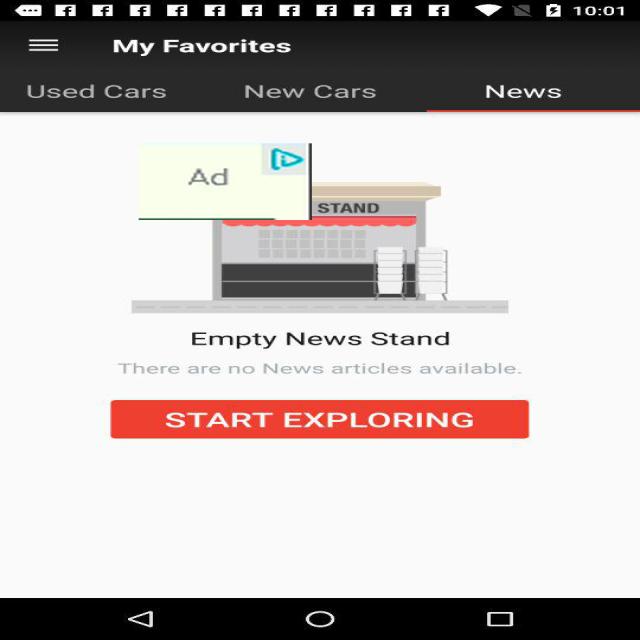 10:01
My Favorites
Used Cars New Cars News
Ad
STAND
Empty News Stand
There are no News articles available.
START EXPLORING